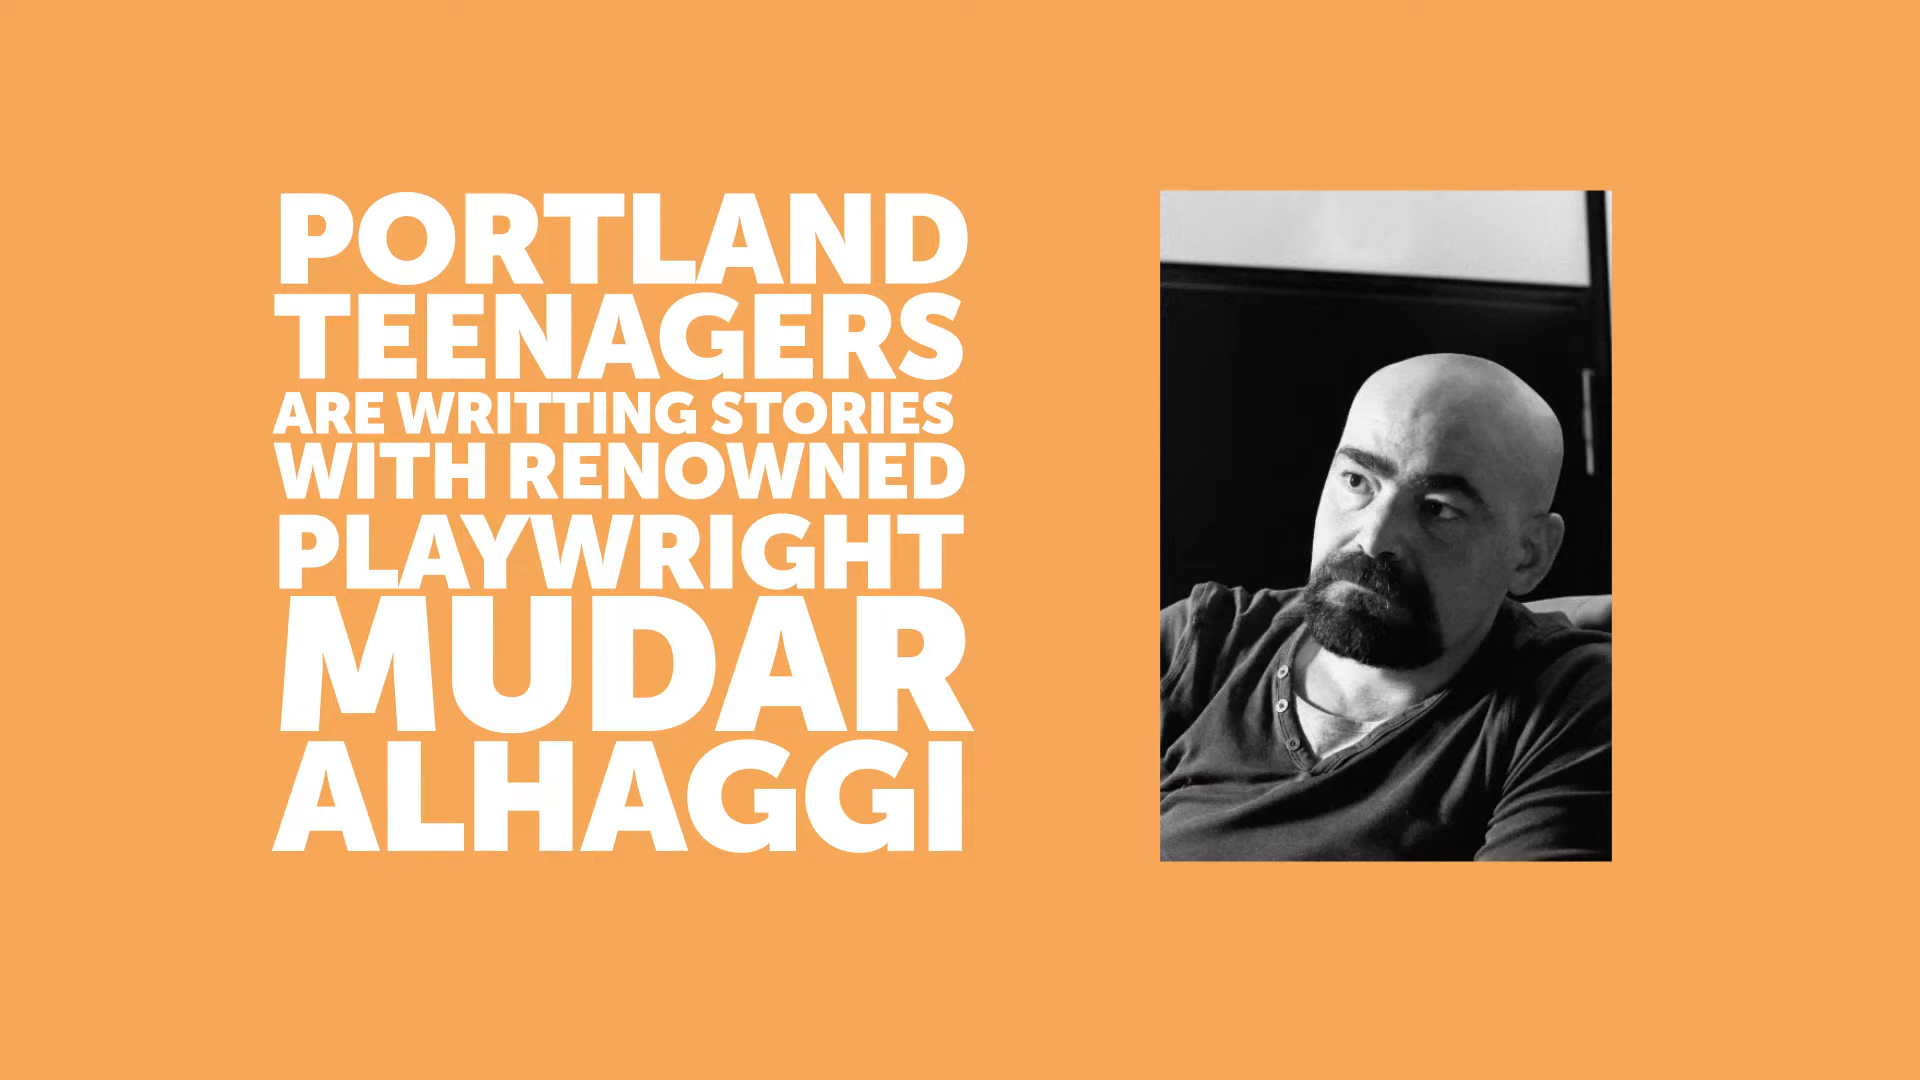 PORTLAND
TEENAGERS
ARE WRITTING STORIES
WITH RENOWNED
PLAYWRIGHT
MUDAR
ALHAGGI